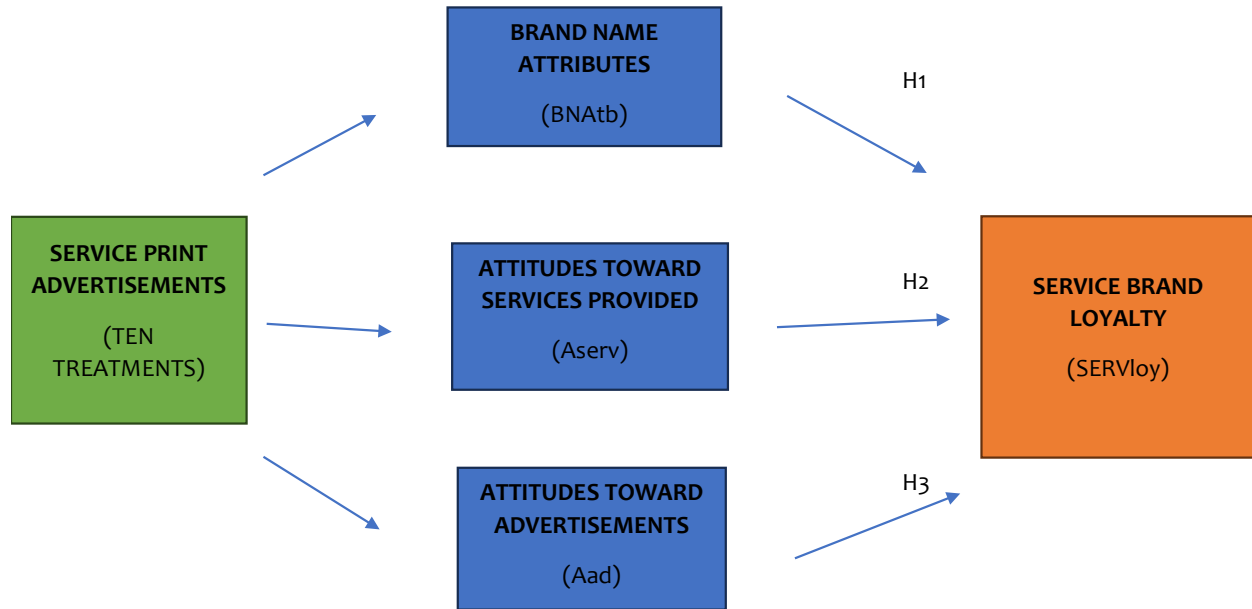 BRAND NAME
ATTRIBUTES
(BNAtb)
H1
SERVICE PRINT
ADVERTISEMENTS
(TEN
TREATMENTS)
ATTITUDES TOWARD
SERVICES PROVIDED
(Aserv)
H2
SERVICE BRAND
LOYALTY
(SERVloy)
ATTITUDES TOWARD
ADVERTISEMENTS
(Aad)
H3